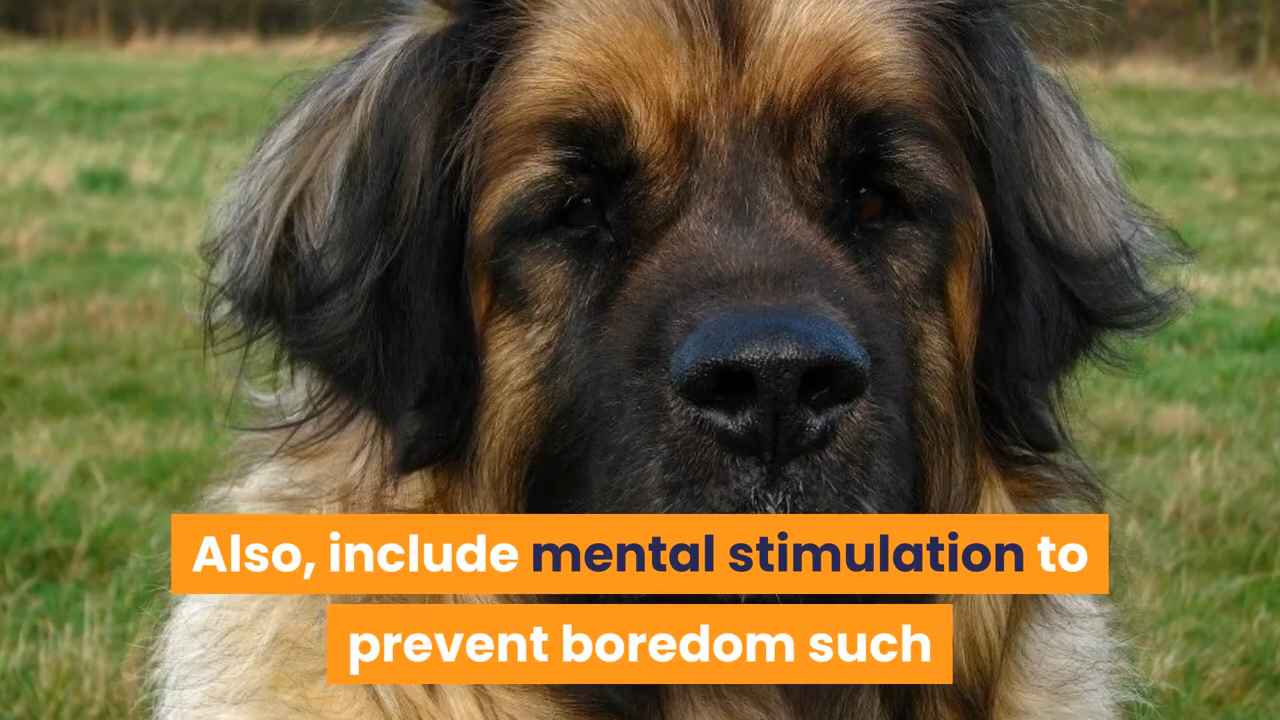 Also, include mental stimulation to
prevent boredom such